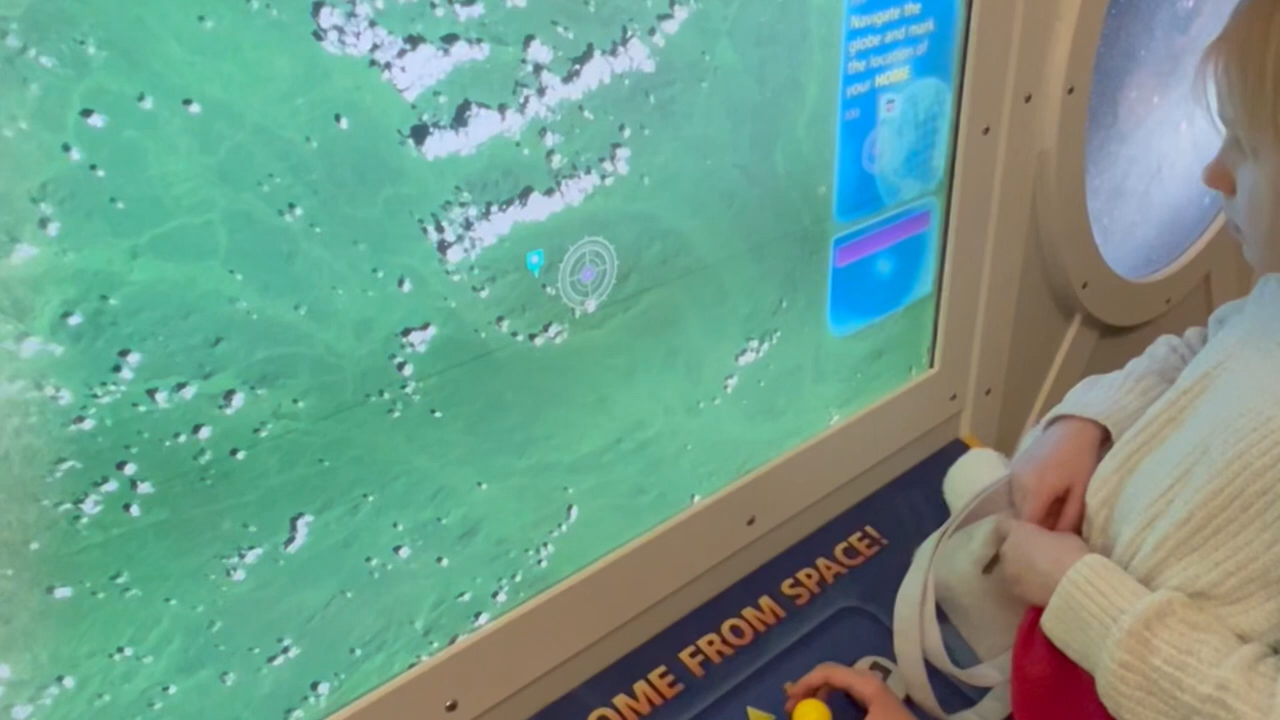 Navigate the
globe and mark
the location of
your HOME
OME FROM SPACE!